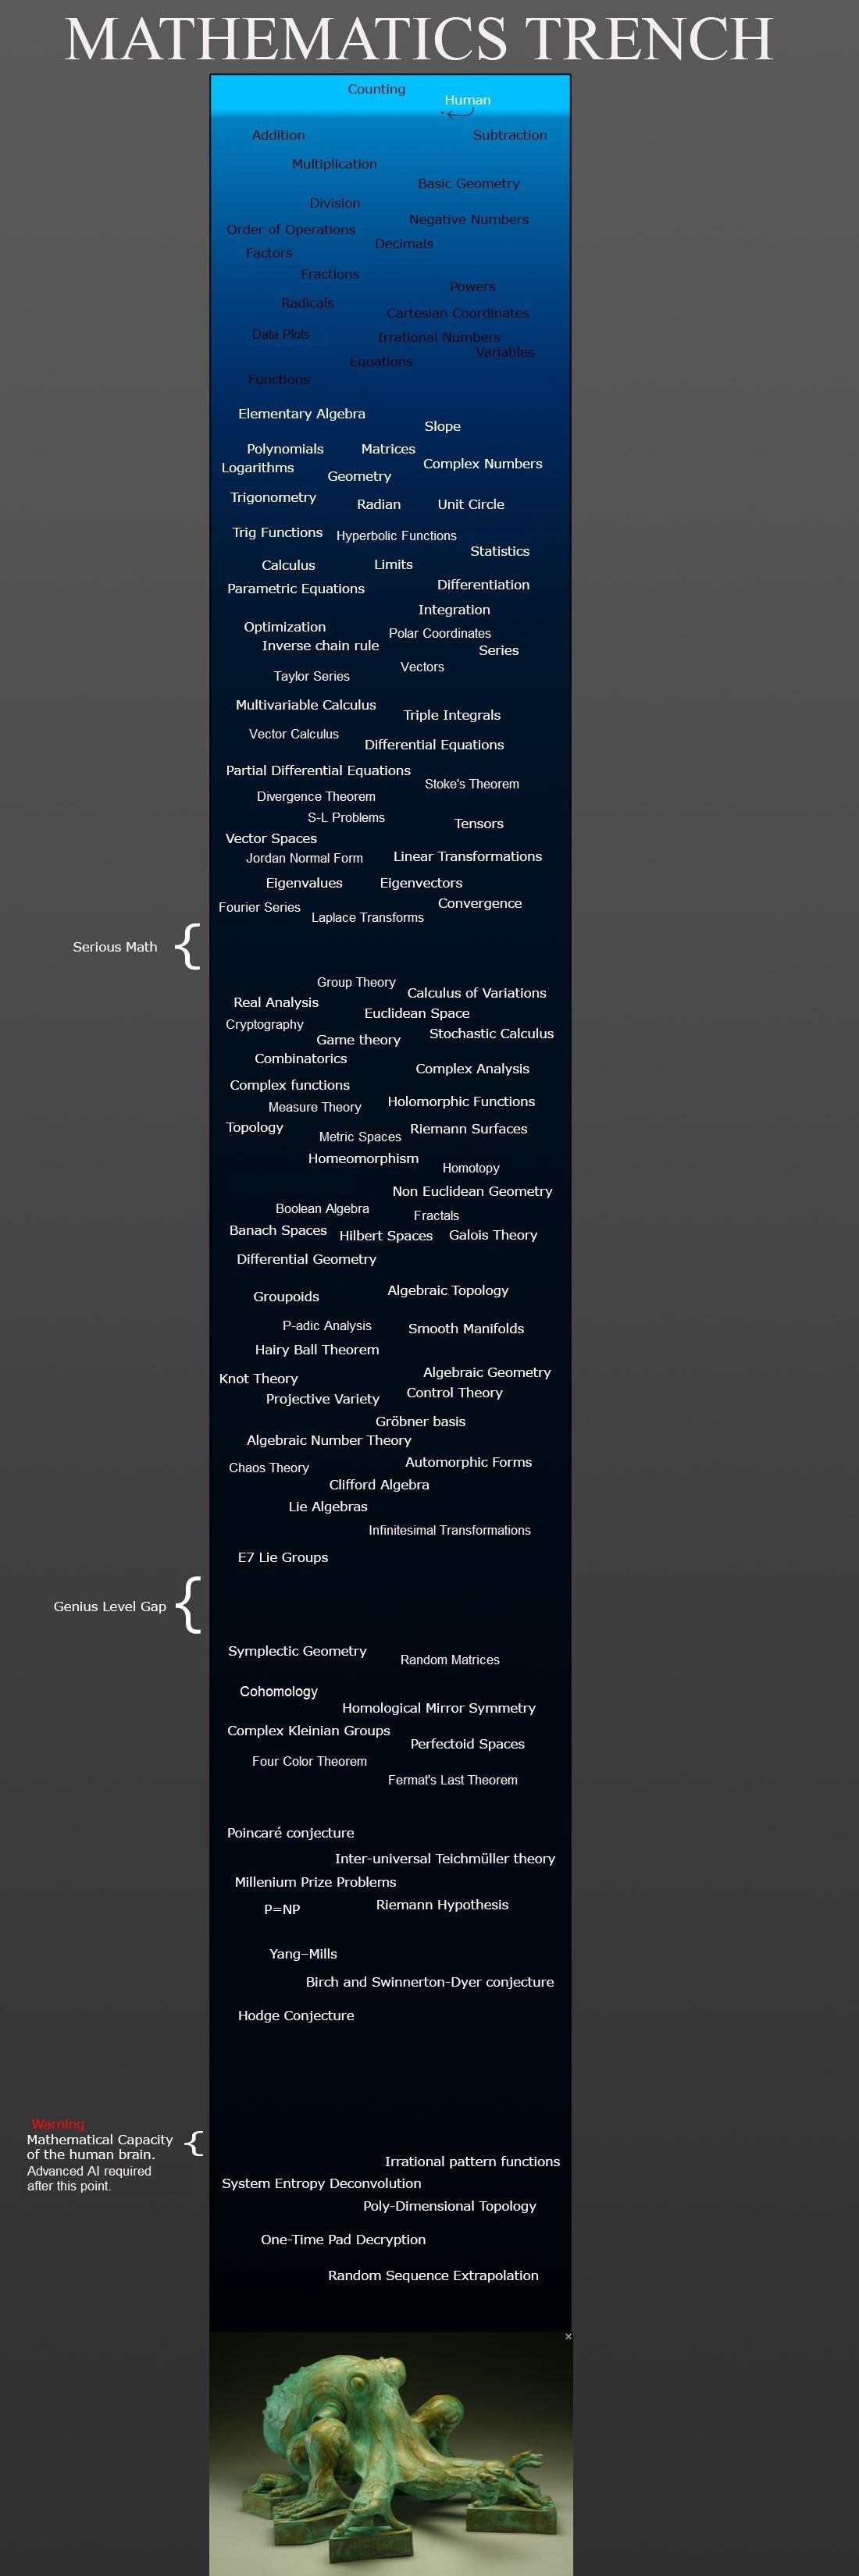 MATHEMATICS TRENCH
Counting
Human
Addition
Subtraction
Multiplication
Basic Geometry
Division
Negative Numbers
Order of Operations
Decimals
Factors
Fractions
Powers
Radicals
Cartesian Coordinates
Data Plots
Irrational Numbers
Variables
Equations
Functions
Elementary Algebra
Slope
Polynomials
Matrices
Complex Numbers
Logarithms
Geometry
Trigonometry
Radian
Unit Circle
Trig Functions
Hyperbolic Functions
Statistics
Calculus
Limits
Differentiation
Parametric Equations
Integration
Optimization
Polar Coordinates
Inverse chain rule
Series
Vectors
Taylor Series
Multivariable Calculus
Triple Integrals
Vector Calculus
Differential Equations
Partial Differential Equations
Stoke's Theorem
Divergence Theorem
S-L Problems
Tensors
Vector Spaces
Jordan Normal Form
Linear Transformations
Eigenvalues
Eigenvectors
Convergence
Fourier Series
Laplace Transforms
Serious Math
Group Theory
Calculus of Variations
Real Analysis
Euclidean Space
Cryptography
Stochastic Calculus
Game theory
Combinatorics
Complex Analysis
Complex functions
Holomorphic Functions
Measure Theory
Topology
Riemann Surfaces
Metric Spaces
Homeomorphism
Homotopy
Non Euclidean Geometry
Boolean Algebra
Fractals
Banach Spaces
Hilbert Spaces
Galois Theory
Differential Geometry
Algebraic Topology
Groupoids
P-adic Analysis
Smooth Manifolds
Hairy Ball Theorem
Algebraic Geometry
Knot Theory
Control Theory
Projective Variety
Gröbner basis
Algebraic Number Theory
Automorphic Forms
Chaos Theory
Clifford Algebra
Lie Algebras
Infinitesimal Transformations
E7 Lie Groups
Genius Level Gap
Symplectic Geometry
Random Matrices
Cohomology
Homological Mirror Symmetry
Complex Kleinian Groups
Perfectoid Spaces
Four Color Theorem
Fermat's Last Theorem
Poincaré conjecture
Inter-universal Teichmüller theory
Millenium Prize Problems
Riemann Hypothesis
P=NP
Yang–Mills
Birch and Swinnerton-Dyer conjecture
Hodge Conjecture
Warning
Mathematical Capacity
of the human brain.
Advanced AI required
after this point.
Irrational pattern functions
System Entropy Deconvolution
Poly-Dimensional Topology
One-Time Pad Decryption
Random Sequence Extrapolation